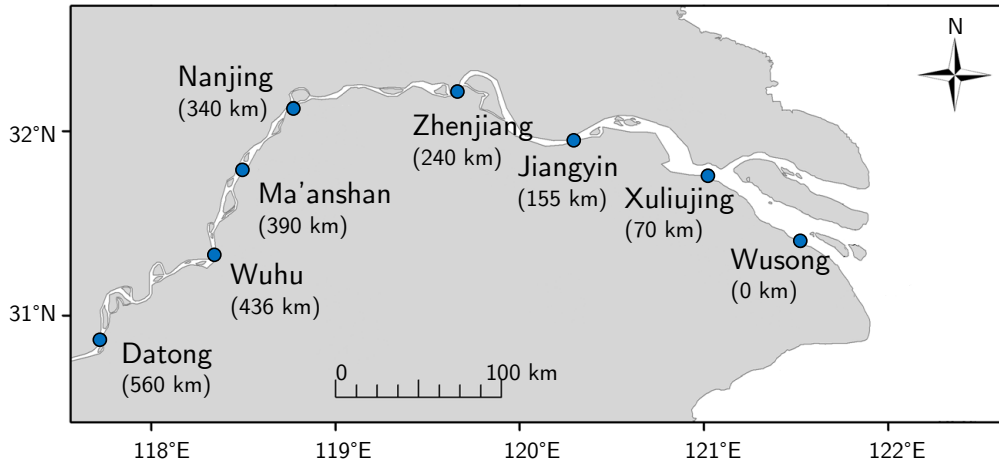 N
Nanjing
(340 km)
32°N
Zhenjiang
(240 km)
Jiangyin
(155 km)
Ma'anshan
(390 km)
Xuliujing
(70 km)
Wusong
(0 km)
Wuhu
(436 km)
31°N
Datong
(560 km)
0 100 km
118°E 119°E 120°E 121°E 122°E